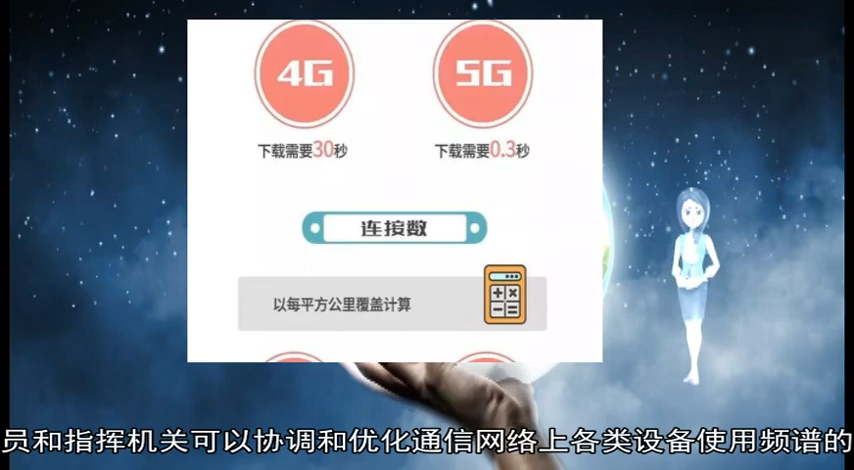 4G 5G
下载需要30秒 下载需要0.3秒
连接数
以每平方公里覆盖计算
员和指挥机关可以协调和优化通信网络上各类设备使用频谱的